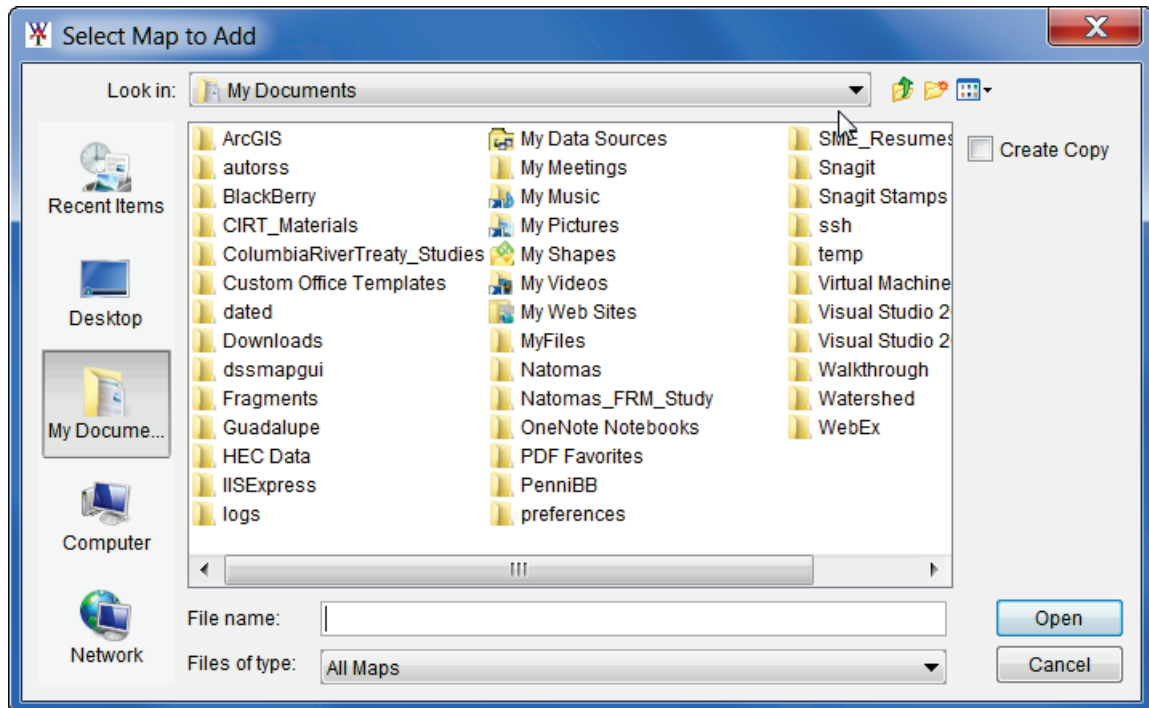 Select Map to Add
Look in: My Documents
Recent Items
Desktop
My Docume...
Computer
Network
ArcGIS
autorss
BlackBerry
CIRT_Materials
ColumbiaRiverTreaty_Studies
Custom Office Templates
dated
Downloads
dssmapgui
Fragments
Guadalupe
HEC Data
IISExpress
logs
My Data Sources
My Meetings
My Music
My Pictures
My Shapes
My Videos
My Web Sites
MyFiles
Natomas
Natomas_FRM_Study
OneNote Notebooks
PDF Favorites
PenniBB
preferences
SME_Resumes
Snagit
Snagit Stamps
ssh
temp
Virtual Machine
Visual Studio 2
Visual Studio 2
Walkthrough
Watershed
WebEx
Create Copy
File name:
Open
Files of type: All Maps
Cancel